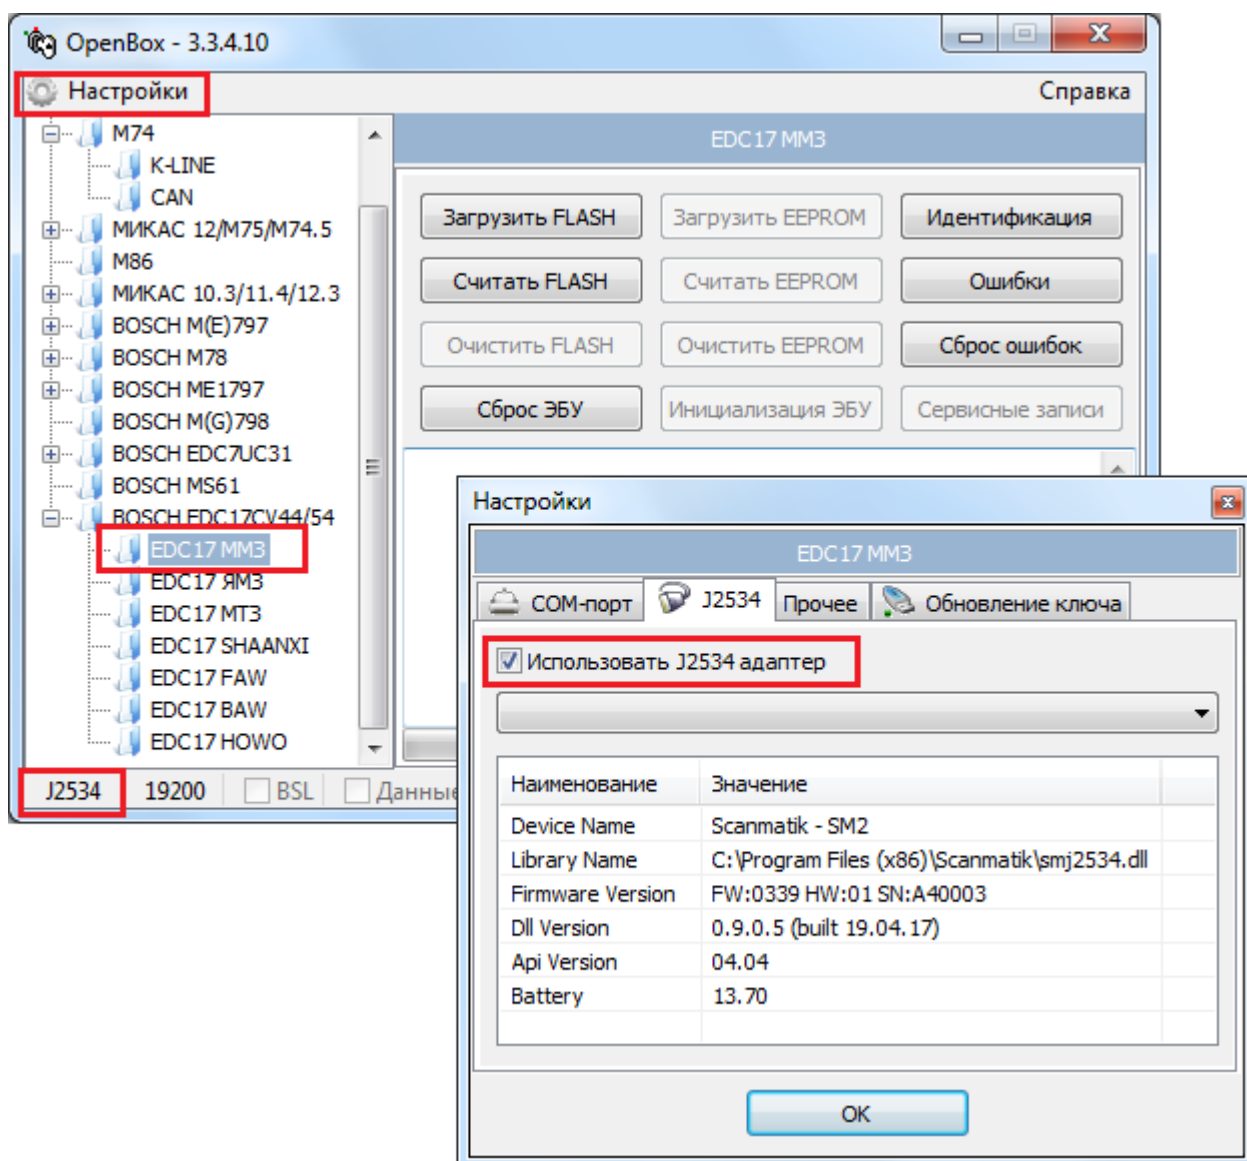 OpenBox - 3.3.4.10
Настройки
Справка
M74
K-LINE
CAN
МИКАС 12/M75/M74.5
M86
МИКАС 10.3/11.4/12.3
BOSCH M(E)797
BOSCH M78
BOSCH ME1797
BOSCH M(G)798
BOSCH EDC7UC31
BOSCH MS61
BOSCH EDC17CV44/54
EDC17 ММЗ
EDC17 ЯМЗ
EDC17 МТЗ
EDC17 SHAANXI
EDC17 FAW
EDC17 BAW
EDC17 HOWO
EDC17 ММЗ
Загрузить FLASH Загрузить EEPROM Идентификация
Считать FLASH Считать EEPROM Ошибки
Очистить FLASH Очистить EEPROM Сброс ошибок
Сброс ЭБУ Инициализация ЭБУ Сервисные записи
J2534 19200 BSL Данные
Настройки
EDC17 ММЗ
COM-порт J2534 Прочее Обновление ключа
Использовать J2534 адаптер
Наименование Значение
Device Name Scanmatik - SM2
Library Name C:\Program Files (x86)\Scanmatik\smj2534.dll
Firmware Version FW:0339 HW:01 SN:A40003
Dll Version 0.9.0.5 (built 19.04.17)
Api Version 04.04
Battery 13.70
OK